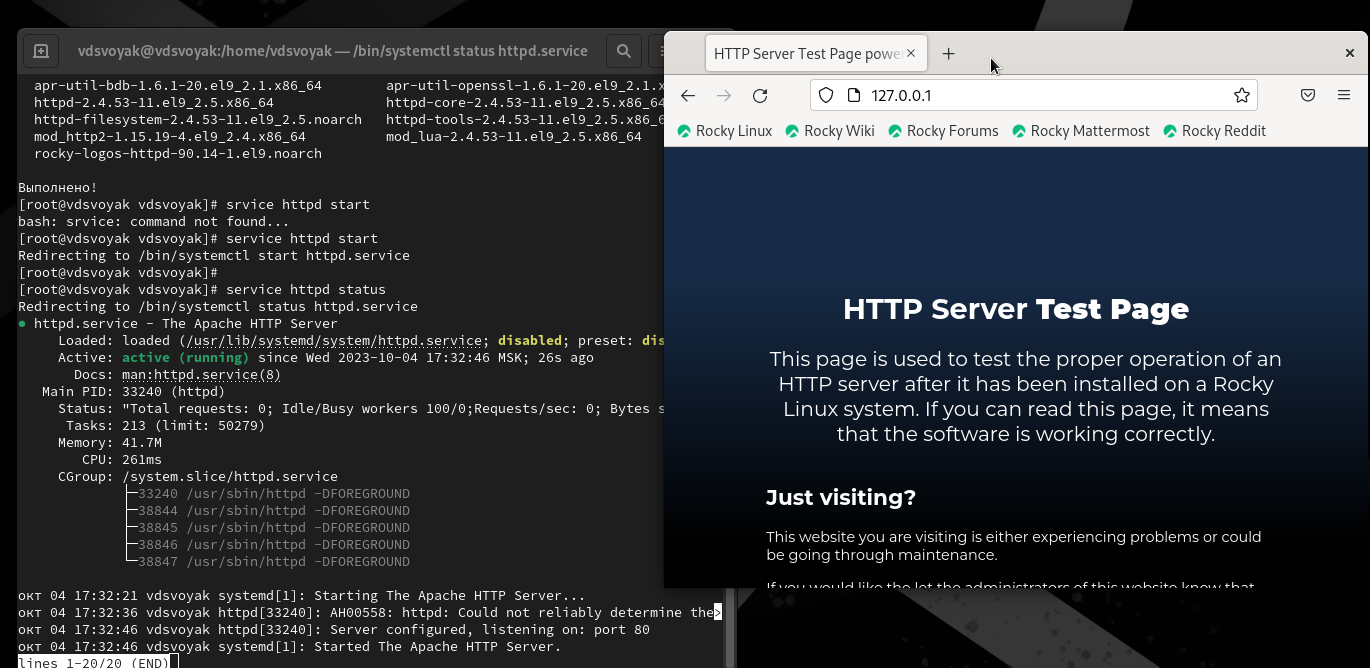 vdsvoyak@vdsvoyak:/home/vdsvoyak — /bin/systemctl status httpd.service
apr-util-bdb-1.6.1-20.el9_2.1.x86_64 apr-util-openssl-1.6.1-20.el9_2.1.x
httpd-2.4.53-11.el9_2.5.x86_64 httpd-core-2.4.53-11.el9_2.5.x86_64
httpd-filesystem-2.4.53-11.el9_2.5.noarch httpd-tools-2.4.53-11.el9_2.5.x86_6
mod_http2-1.15.19-4.el9_2.4.x86_64 mod_lua-2.4.53-11.el9_2.5.x86_64
rocky-logos-httpd-90.14-1.el9.noarch
Выполнено!
[root@vdsvoyak vdsvoyak]# srvice httpd start
bash: srvice: command not found...
[root@vdsvoyak vdsvoyak]# service httpd start
Redirecting to /bin/systemctl start httpd.service
[root@vdsvoyak vdsvoyak]#
[root@vdsvoyak vdsvoyak]# service httpd status
Redirecting to /bin/systemctl status httpd.service
● httpd.service - The Apache HTTP Server
Loaded: loaded (/usr/lib/systemd/system/httpd.service; disabled; preset: dis
Active: active (running) since Wed 2023-10-04 17:32:46 MSK; 26s ago
Docs: man:httpd.service(8)
Main PID: 33240 (httpd)
Status: "Total requests: 0; Idle/Busy workers 100/0;Requests/sec: 0; Bytes s
Tasks: 213 (limit: 50279)
Memory: 41.7M
CPU: 261ms
CGroup: /system.slice/httpd.service
├─33240 /usr/sbin/httpd -DFOREGROUND
├─38844 /usr/sbin/httpd -DFOREGROUND
├─38845 /usr/sbin/httpd -DFOREGROUND
├─38846 /usr/sbin/httpd -DFOREGROUND
└─38847 /usr/sbin/httpd -DFOREGROUND
окт 04 17:32:21 vdsvoyak systemd[1]: Starting The Apache HTTP Server...
окт 04 17:32:36 vdsvoyak httpd[33240]: AH00558: httpd: Could not reliably determine the>
окт 04 17:32:46 vdsvoyak httpd[33240]: Server configured, listening on: port 80
окт 04 17:32:46 vdsvoyak systemd[1]: Started The Apache HTTP Server.
lines 1-20/20 (END)
HTTP Server Test Page powe
127.0.0.1
Rocky Linux Rocky Wiki Rocky Forums Rocky Mattermost Rocky Reddit
HTTP Server Test Page
This page is used to test the proper operation of an
HTTP server after it has been installed on a Rocky
Linux system. If you can read this page, it means
that the software is working correctly.
Just visiting?
This website you are visiting is either experiencing problems or could
be going through maintenance.
If you would like the let the administrators of this website know that